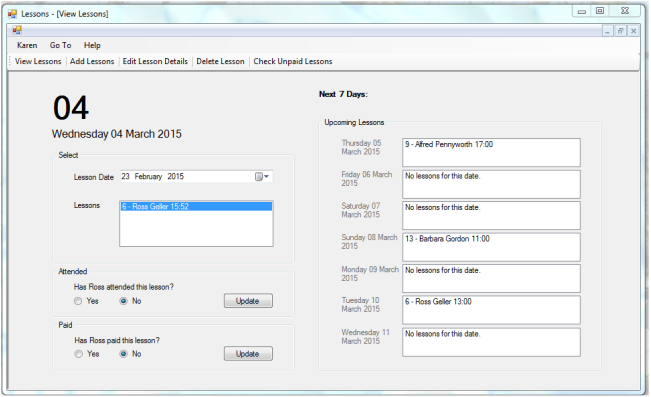 Lessons - [View Lessons]
Karen Go To Help
View Lessons Add Lessons Edit Lesson Details Delete Lesson Check Unpaid Lessons
04
Wednesday 04 March 2015
Select
Lesson Date 23 February 2015
Lessons 6 - Ross Geller 15:52
Attended
Has Ross attended this lesson?
Yes No Update
Paid
Has Ross paid this lesson?
Yes No Update
Next 7 Days:
Upcoming Lessons
Thursday 05
March 2015
9 - Alfred Pennyworth 17:00
Friday 06 March
2015
No lessons for this date.
Saturday 07
March 2015
No lessons for this date.
Sunday 08 March
2015
13 - Barbara Gordon 11:00
Monday 09 March
2015
No lessons for this date.
Tuesday 10
March 2015
6 - Ross Geller 13:00
Wednesday 11
March 2015
No lessons for this date.